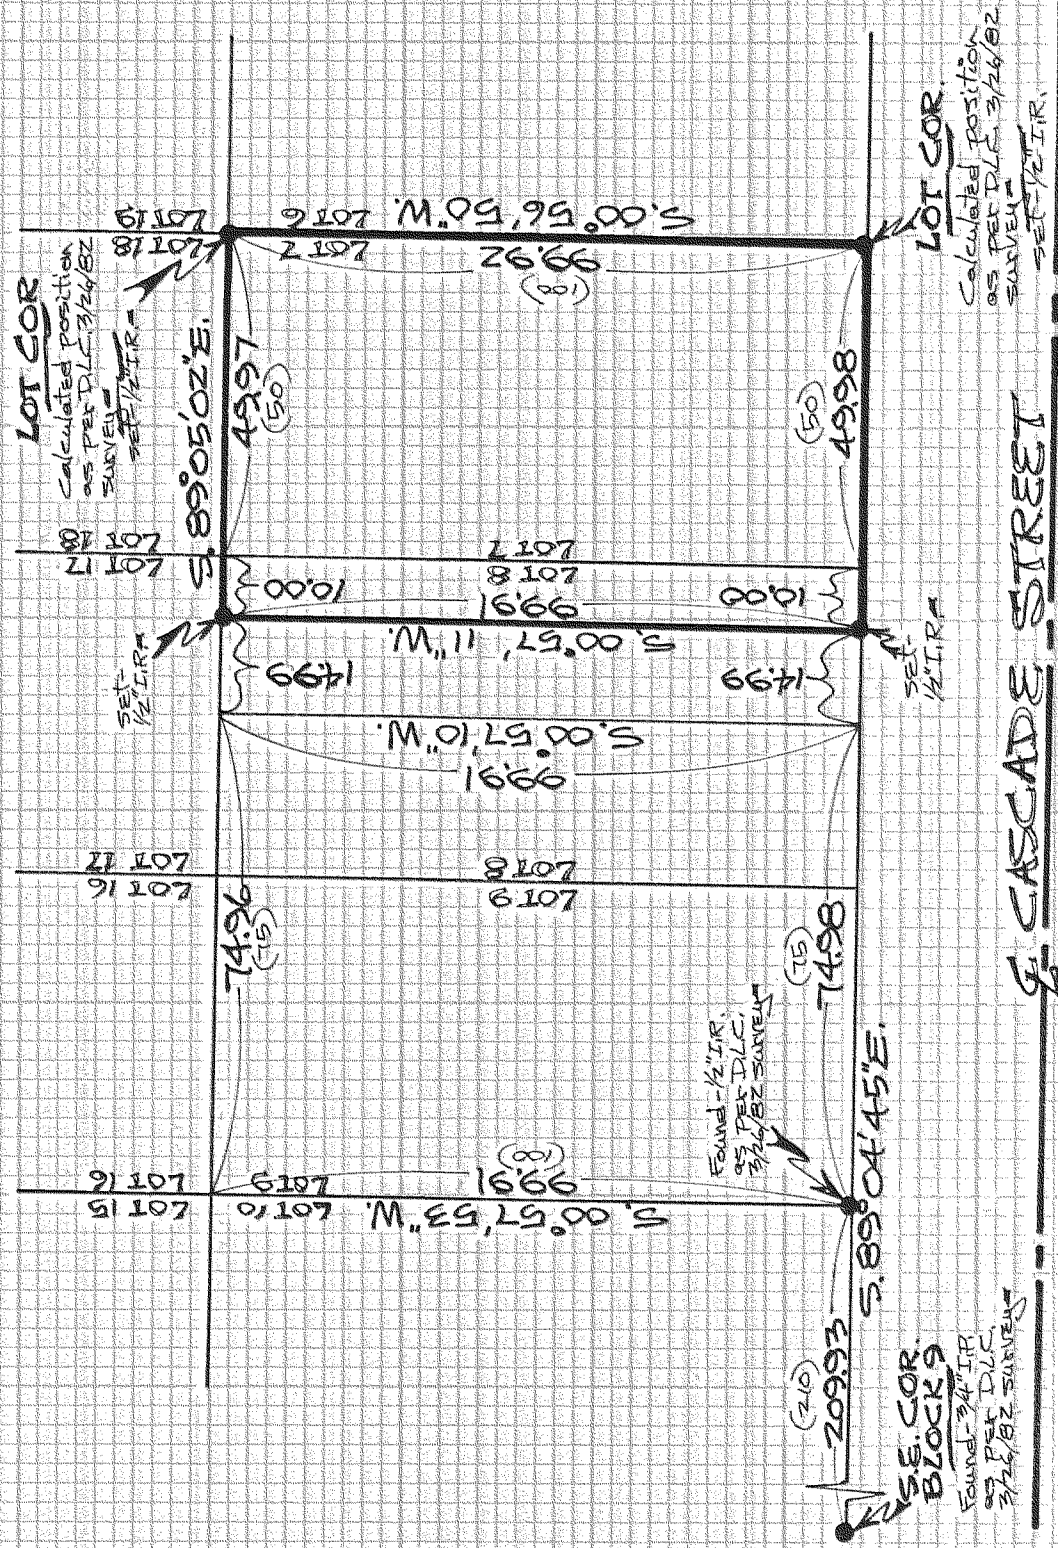 LOT COR
Calculated position
as per D.L.C. 3/26/82
survey=
set-1/2" I.R.=
LOT 19
LOT 18
LOT 6
LOT 7
S. 00° 56' 50" W.
99.92
(100)
LOT COR.
Calculated position
as per D.L.C. 3/26/82
survey=
set-1/2" I.R.
S. 89° 05' 02" E.
49.97
(50)
(50)
49.98
LOT 18
LOT 17
LOT 7
LOT 8
10.00
10.00
99.91
S. 00° 57' 11" W.
set-
1/2" I.R.=
set-
1/2" I.R.=
14.99
14.99
S. 00° 57' 10" W.
99.91
LOT 17
LOT 16
LOT 8
LOT 9
74.96
(75)
(75)
74.98
Found-1/2" I.R.
as per D.L.C.
3/26/82 survey=
LOT 16
LOT 15
LOT 9
LOT 10
(100)
99.91
S. 00° 57' 53" W.
S. 89° 04' 45" E.
(210)
209.93
S.E. COR.
BLOCK 9
Found-3/4" I.P.
as per D.L.C.
3/26/82 survey=
℄ CASCADE STREET